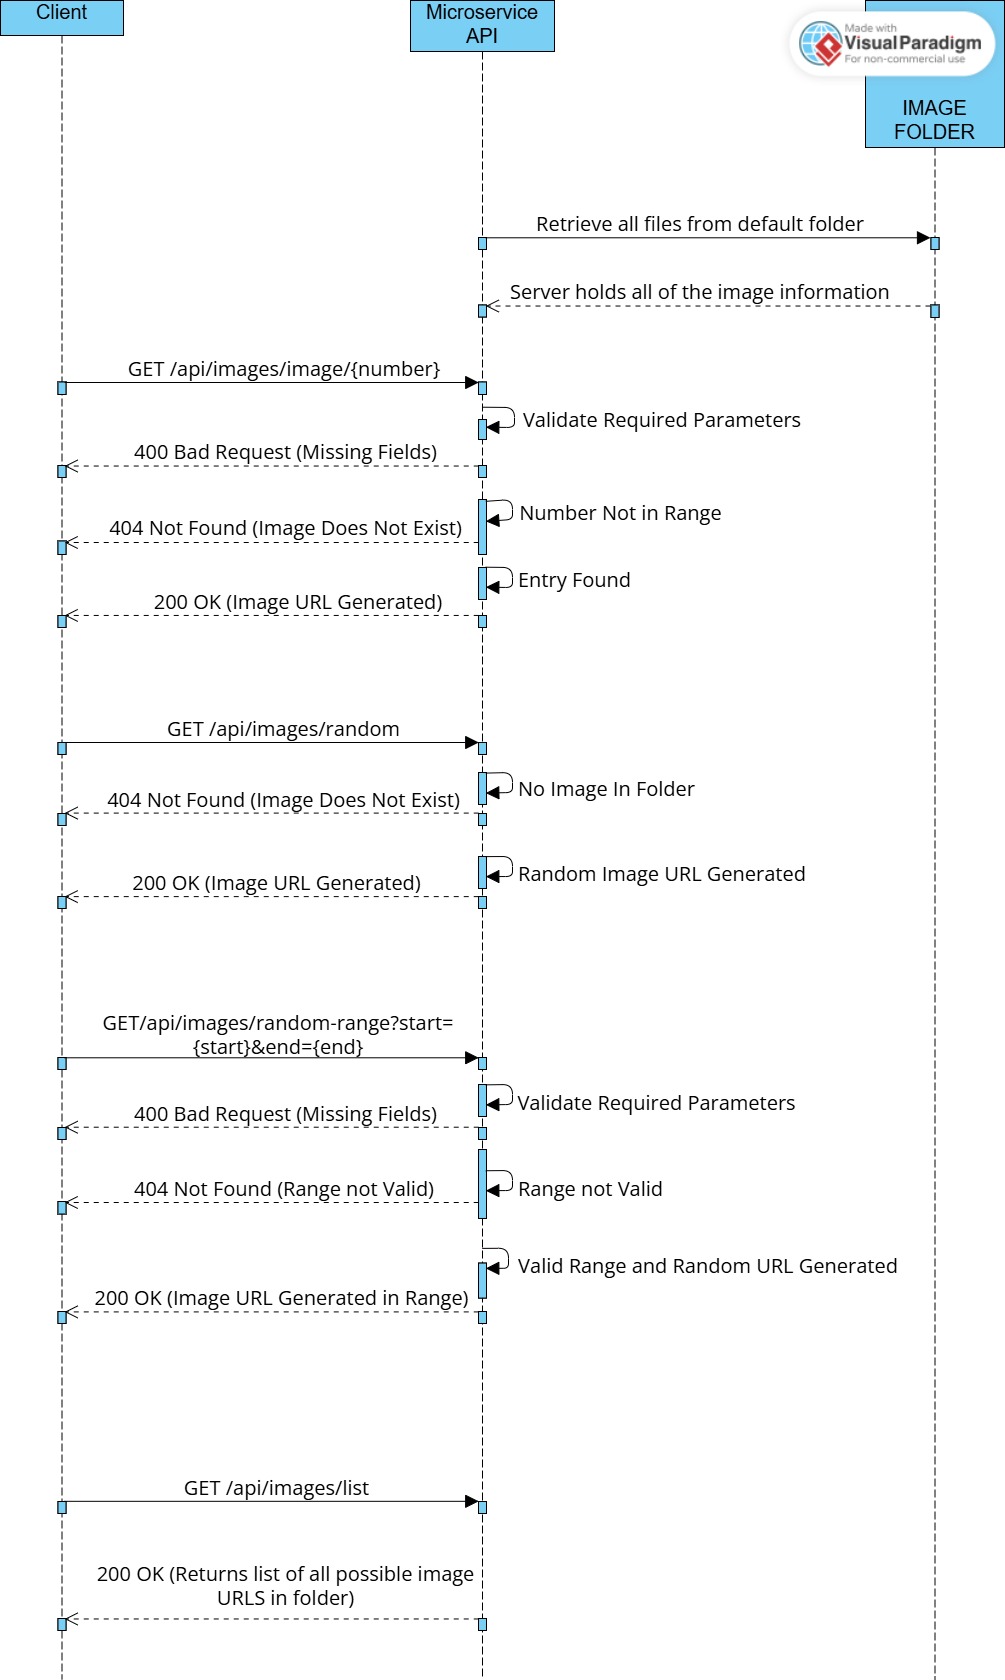 Client
Microservice
API
Made with
Visual Paradigm
For non-commercial use
IMAGE
FOLDER
Retrieve all files from default folder
Server holds all of the image information
GET /api/images/image/{number}
Validate Required Parameters
400 Bad Request (Missing Fields)
Number Not in Range
404 Not Found (Image Does Not Exist)
Entry Found
200 OK (Image URL Generated)
GET /api/images/random
No Image In Folder
404 Not Found (Image Does Not Exist)
Random Image URL Generated
200 OK (Image URL Generated)
GET/api/images/random-range?start=
{start}&end={end}
Validate Required Parameters
400 Bad Request (Missing Fields)
404 Not Found (Range not Valid)
Range not Valid
Valid Range and Random URL Generated
200 OK (Image URL Generated in Range)
GET /api/images/list
200 OK (Returns list of all possible image
URLS in folder)